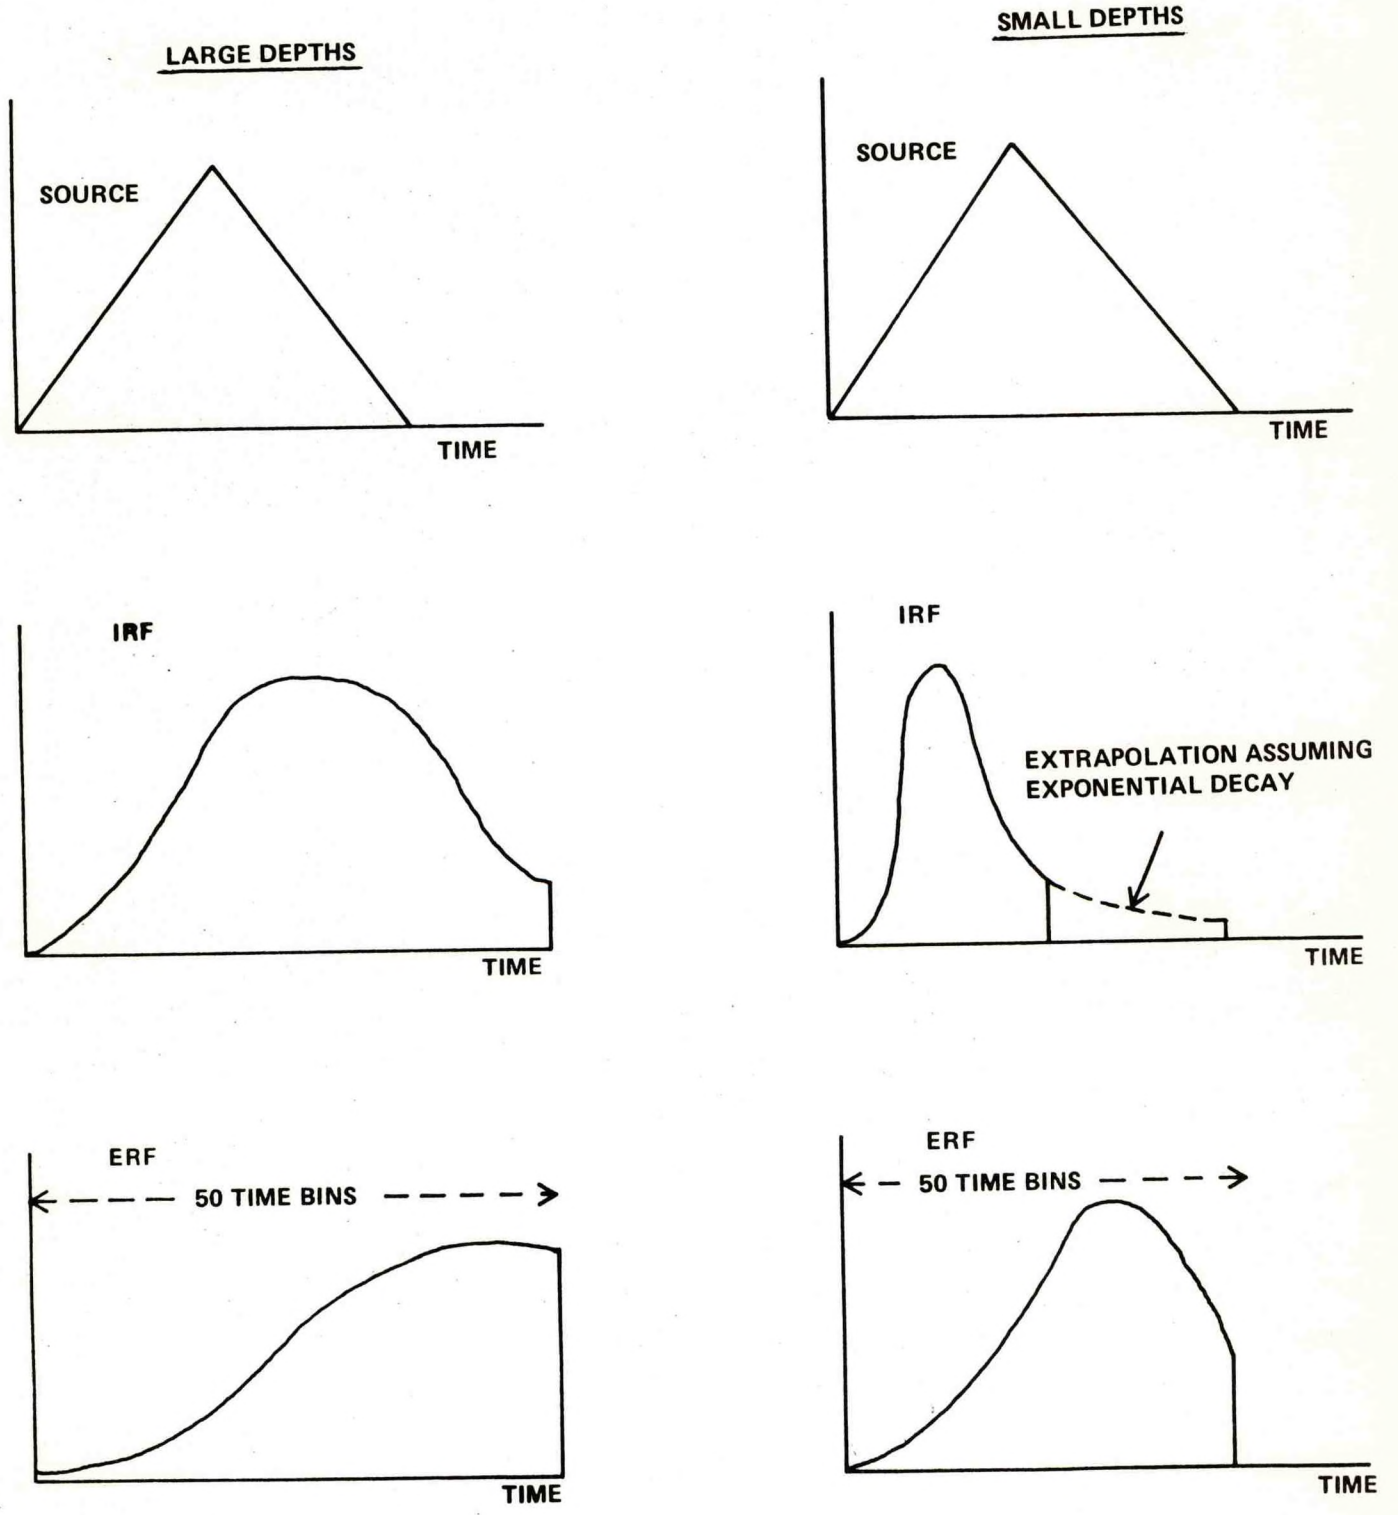 LARGE DEPTHS
SOURCE
TIME
IRF
TIME
ERF
50 TIME BINS
TIME
SMALL DEPTHS
SOURCE
TIME
IRF
EXTRAPOLATION ASSUMING
EXPONENTIAL DECAY
TIME
ERF
50 TIME BINS
TIME